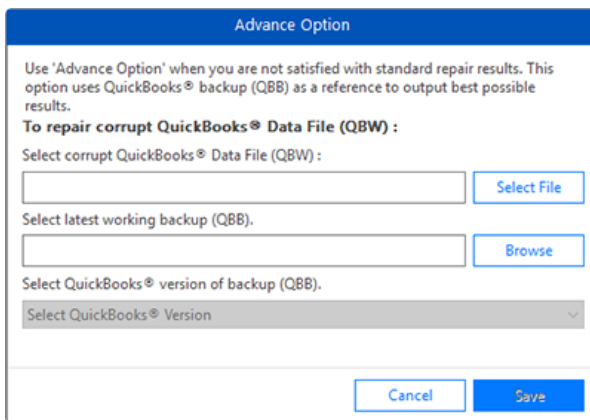 Advance Option
Use 'Advance Option' when you are not satisfied with standard repair results. This
option uses QuickBooks® backup (QBB) as a reference to output best possible
results.
To repair corrupt QuickBooks® Data File (QBW) :
Select corrupt QuickBooks® Data File (QBW) :
Select File
Select latest working backup (QBB).
Browse
Select QuickBooks® version of backup (QBB).
Select QuickBooks® Version
Cancel Save